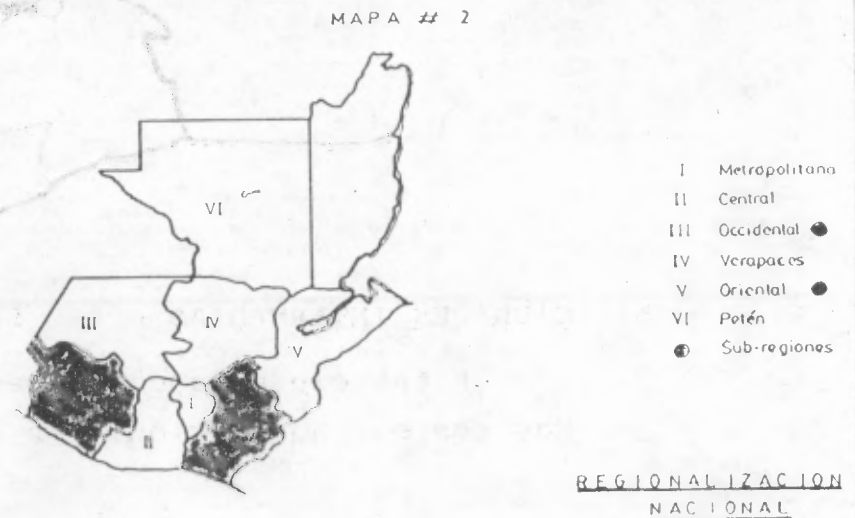 MAPA # 2
I Metropolitana
II Central
III Occidental
IV Verapaces
V Oriental
VI Petén
Sub-regiones
VI
III
IV
V
I
II
REGIONALIZACION
NACIONAL